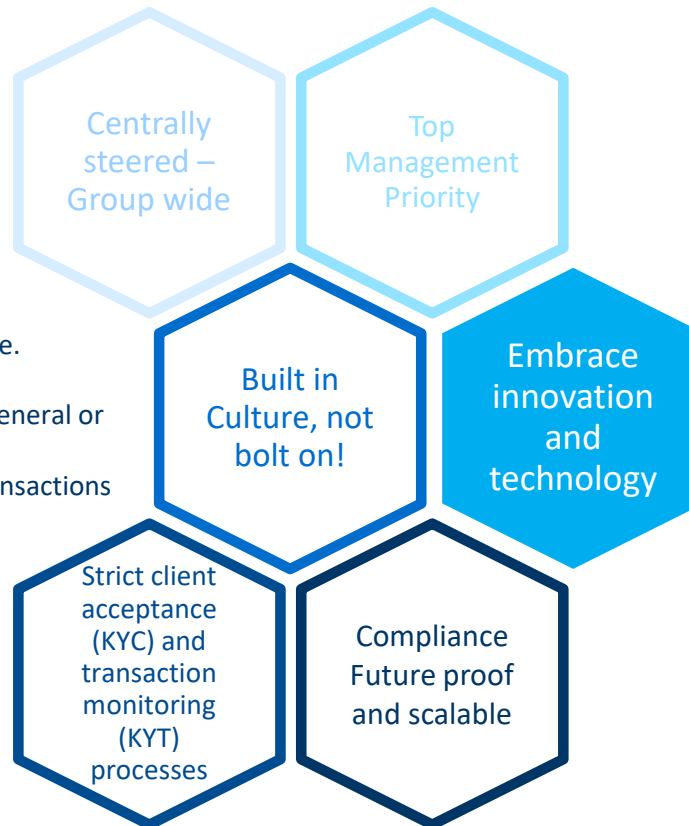 Centrally
steered –
Group wide
Top
Management
Priority
e.
eneral or
nsactions
Built in
Culture, not
bolt on!
Embrace
innovation
and
technology
Strict client
acceptance
(KYC) and
transaction
monitoring
(KYT)
processes
Compliance
Future proof
and scalable